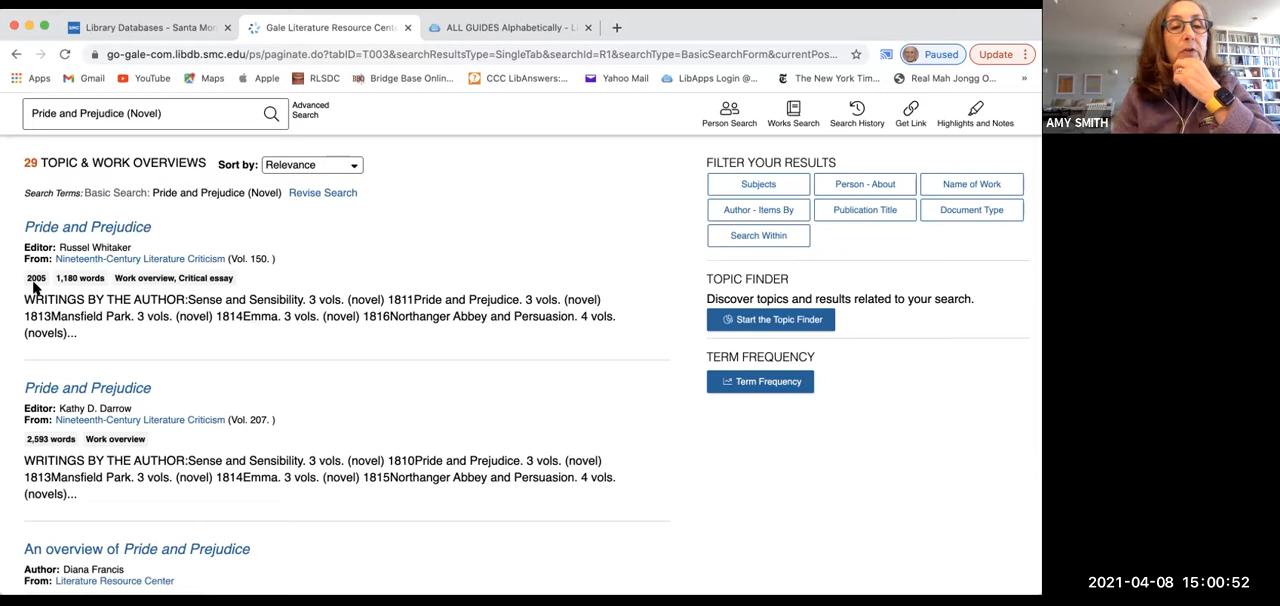 Library Databases - Santa Mon
Gale Literature Resource Cente
ALL GUIDES Alphabetically - Li
go-gale-com.libdb.smc.edu/ps/paginate.do?tabID=T003&searchResultsType=SingleTab&searchId=R1&searchType=BasicSearchForm&currentPos...
Paused
Update
Apps
Gmail
YouTube
Maps
Apple
RLSDC
Bridge Base Onlin...
CCC LibAnswers:...
Yahoo Mail
LibApps Login @...
The New York Tim...
Real Mah Jongg O...
»
AMY SMITH
Pride and Prejudice (Novel)
Advanced
Search
Person Search
Works Search
Search History
Get Link
Highlights and Notes
29 TOPIC & WORK OVERVIEWS
Sort by:
Relevance
Search Terms: Basic Search: Pride and Prejudice (Novel) Revise Search
Pride and Prejudice
Editor: Russel Whitaker
From: Nineteenth-Century Literature Criticism (Vol. 150. )
2005 1,180 words Work overview, Critical essay
WRITINGS BY THE AUTHOR:Sense and Sensibility. 3 vols. (novel) 1811Pride and Prejudice. 3 vols. (novel)
1813Mansfield Park. 3 vols. (novel) 1814Emma. 3 vols. (novel) 1816Northanger Abbey and Persuasion. 4 vols.
(novels)...
Pride and Prejudice
Editor: Kathy D. Darrow
From: Nineteenth-Century Literature Criticism (Vol. 207. )
2,593 words Work overview
WRITINGS BY THE AUTHOR:Sense and Sensibility. 3 vols. (novel) 1810Pride and Prejudice. 3 vols. (novel)
1813Mansfield Park. 3 vols. (novel) 1814Emma. 3 vols. (novel) 1815Northanger Abbey and Persuasion. 4 vols.
(novels)...
An overview of Pride and Prejudice
Author: Diana Francis
From: Literature Resource Center
FILTER YOUR RESULTS
Subjects
Person - About
Name of Work
Author - Items By
Publication Title
Document Type
Search Within
TOPIC FINDER
Discover topics and results related to your search.
Start the Topic Finder
TERM FREQUENCY
Term Frequency
2021-04-08 15:00:52